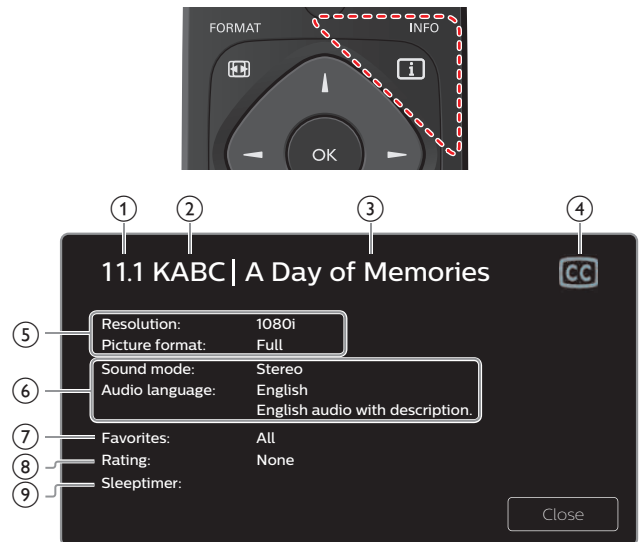 FORMAT INFO
i
OK
1 2 3 4
11.1 KABC | A Day of Memories CC
5 Resolution: 1080i
Picture format: Full
6 Sound mode: Stereo
Audio language: English
English audio with description.
7 Favorites: All
8 Rating: None
9 Sleeptimer:
Close